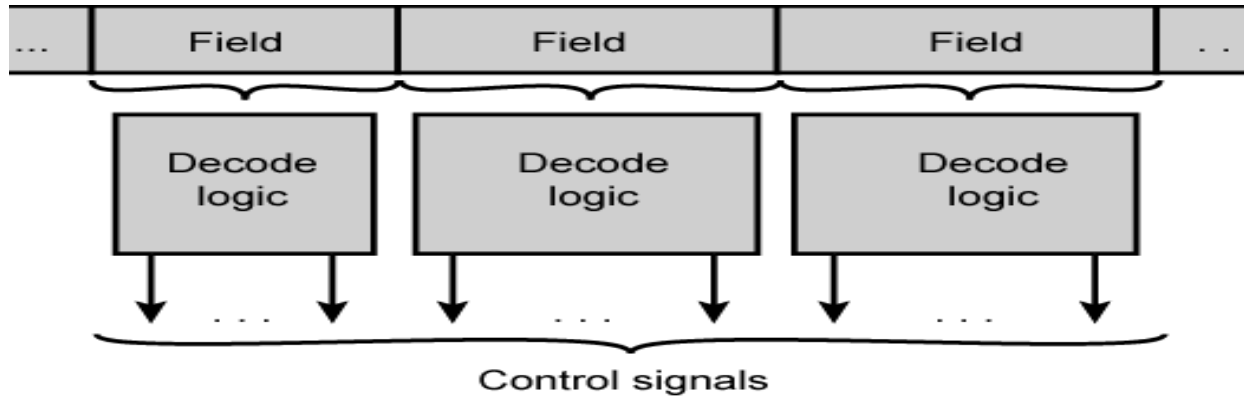 ... Field Field Field . .
Decode Decode Decode
logic logic logic
. . . . . . . . .
Control signals